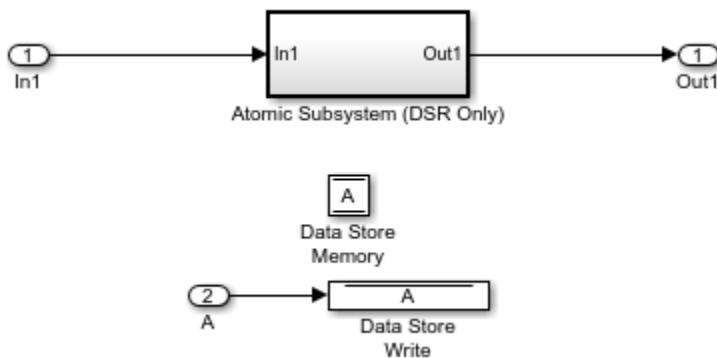 1
In1
In1 Out1
1
Out1
Atomic Subsystem (DSR Only)
A
Data Store
Memory
2
A
A
Data Store
Write